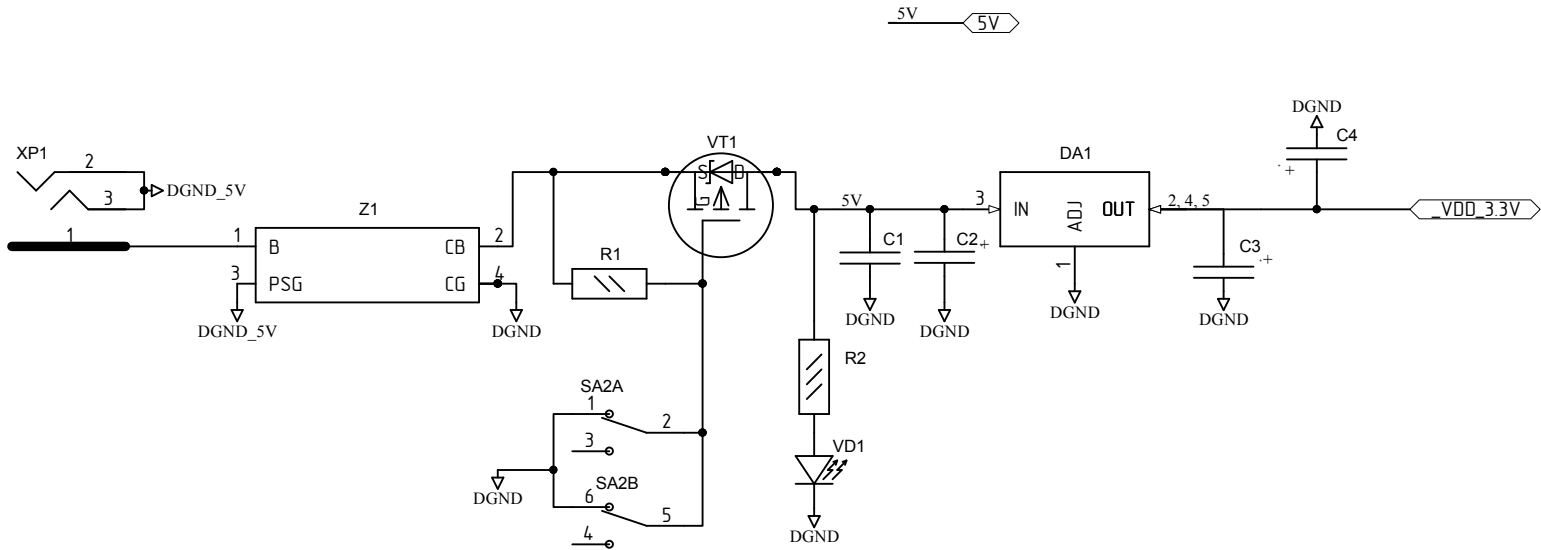 5V 5V
DGND
C4
XP1
2
3
DGND_5V
1
Z1
1 B CB 2
3 PSG CG 4
DGND_5V
DGND
VT1
S D
G
R1
5V
C1
DGND
C2 +
DGND
DA1
3 IN ADJ OUT 2, 4, 5
1
DGND
+
C3 +
DGND
_VDD_3.3V
R2
VD1
DGND
SA2A
1 2
3
DGND
SA2B
6 5
4